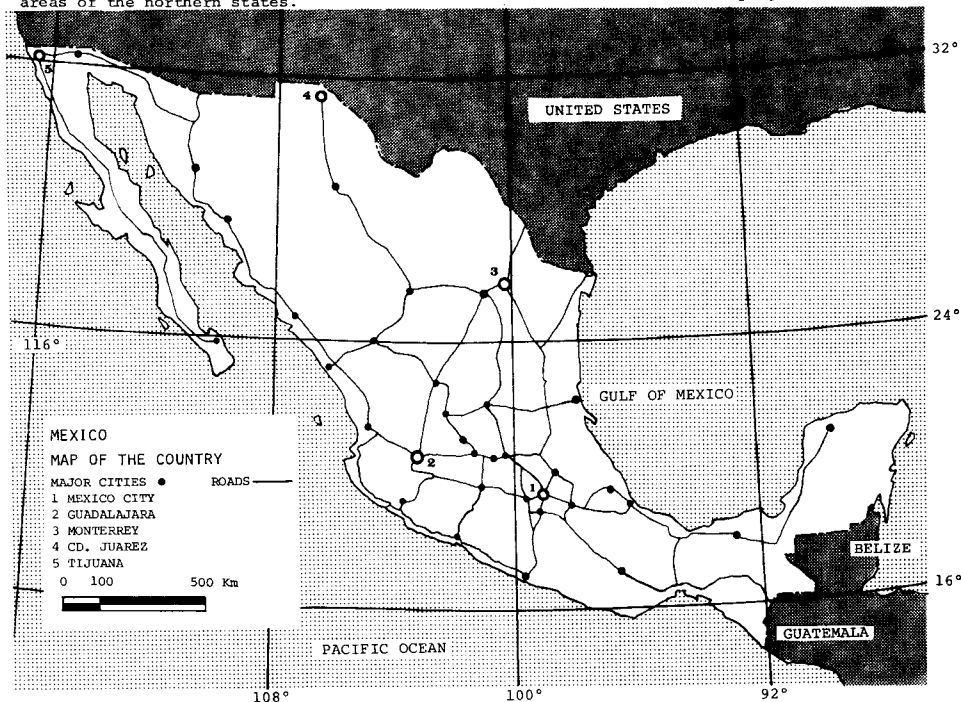 areas of the northern states.
32°
5
4
UNITED STATES
3
24°
116°
GULF OF MEXICO
MEXICO
MAP OF THE COUNTRY
MAJOR CITIES ● ROADS
1 MEXICO CITY
2 GUADALAJARA
3 MONTERREY
4 CD. JUAREZ
5 TIJUANA
0 100 500 Km
2
1
BELIZE
16°
GUATEMALA
PACIFIC OCEAN
108°
100°
92°